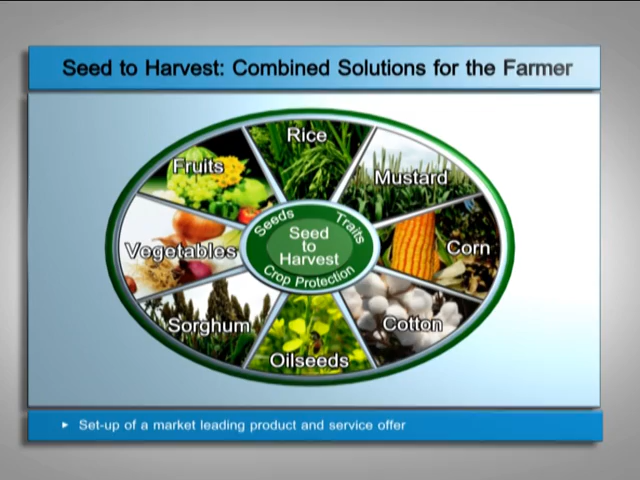 Seed to Harvest: Combined Solutions for the Farmer
Rice
Fruits
Mustard
Vegetables
Corn
Sorghum
Cotton
Oilseeds
Seeds
Traits
Seed
to
Harvest
Crop Protection
▸ Set-up of a market leading product and service offer